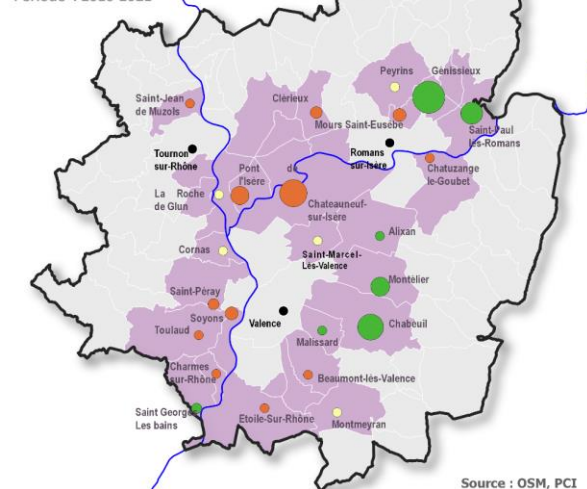 Peyrins
Génissieux
Saint-Jean
de Muzols
Clérieux
Mours Saint-Eusèbe
Saint-Paul
lès-Romans
Tournon
sur-Rhône
Romans
sur-Isère
Pont de
l'Isère
Chatuzange
le-Goubet
La Roche
de Glun
Chateauneuf-
sur-Isère
Alixan
Cornas
Saint-Marcel-
Lès-Valence
Montélier
Saint-Péray
Soyons
Valence
Chabeuil
Toulaud
Malissard
Charmes
sur-Rhône
Beaumont-lès-Valence
Saint Georges
Les bains
Etoile-Sur-Rhône
Montmeyran
Source : OSM, PCI